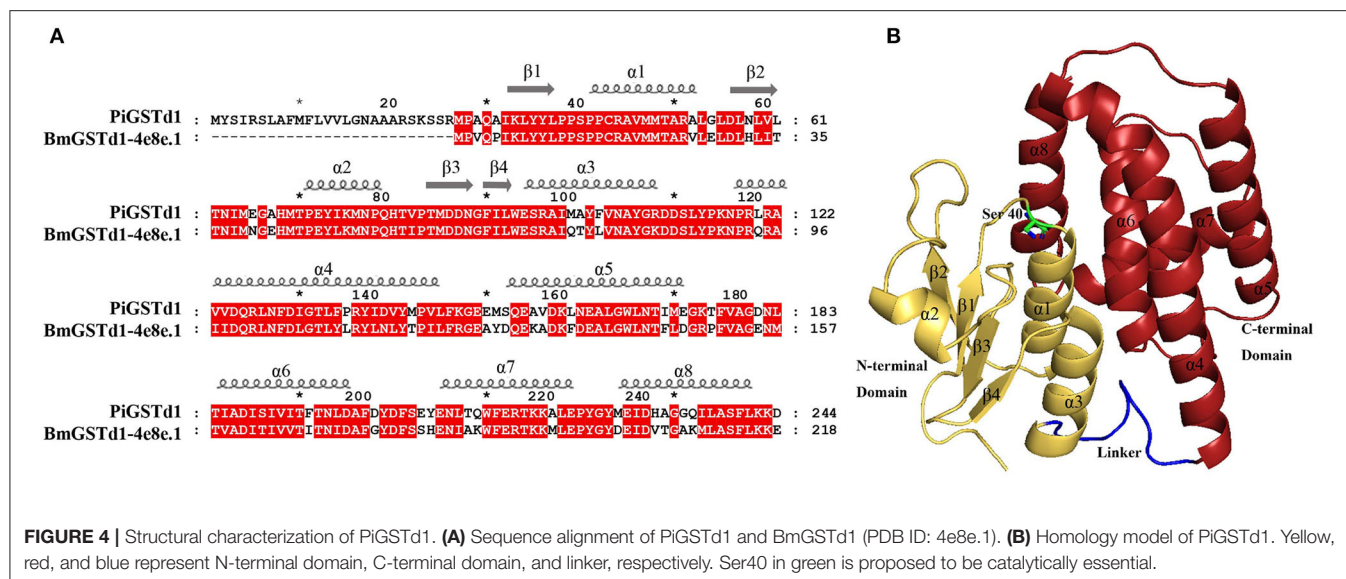 A
β1 α1 β2
* 20 * 40 * 60
PiGSTd1 MYSIRSLAFMFLVVLGNAAARSKSSRMPAQAIKLYYLPPSPPCRAVMMTARALGLDLNLVL : 61
BmGSTd1-4e8e.1 --------------------------MPVQPIKLYYLPPSPPCRAVMMTARVLELDLHLIT : 35
α2 β3 β4 α3
* 80 * 100 * 120
PiGSTd1 : TNIMEGAHMTPEYIKMNPQHTVPTMDDNGFILWESRAIMAYFVNAYGRDDSLYPKNPRLRA : 122
BmGSTd1-4e8e.1 : TNIMNGEHMTPEYLKMNPQHTIPTMDDNGFILWESRAIQTYLVNAYGKDDSLYPKNPRQRA : 96
α4 α5
* 140 * 160 * 180
PiGSTd1 : VVDQRLNFDIGTLFPRYIDVYMPVLFKGEEMSQEAVDKLNEALGWLNTIMEGKTFVAGDNL : 183
BmGSTd1-4e8e.1 : IIDQRLNFDLGTLYLRYLNLYTPILFRGEAYDQEKADKFDEALGWLNTFLDGRPFVAGENM : 157
α6 α7 α8
* 200 * 220 * 240
PiGSTd1 : TIADISIVITFTNLDAFDYDFSEYENLTQWFERTKKALEPYGYMEIDHAGGQILASFLKKD : 244
BmGSTd1-4e8e.1 : TVADITIVVTITNIDAFGYDFSSHENIAKWFERTKKMLEPYGYDEIDVTGAKMLASFLKKE : 218
B
α8
Ser 40
α6
α7
β2
β1
α5
α2
α1
β3
C-terminal
Domain
N-terminal
Domain
α4
β4
α3
Linker
FIGURE 4 | Structural characterization of PiGSTd1. (A) Sequence alignment of PiGSTd1 and BmGSTd1 (PDB ID: 4e8e.1). (B) Homology model of PiGSTd1. Yellow,
red, and blue represent N-terminal domain, C-terminal domain, and linker, respectively. Ser40 in green is proposed to be catalytically essential.